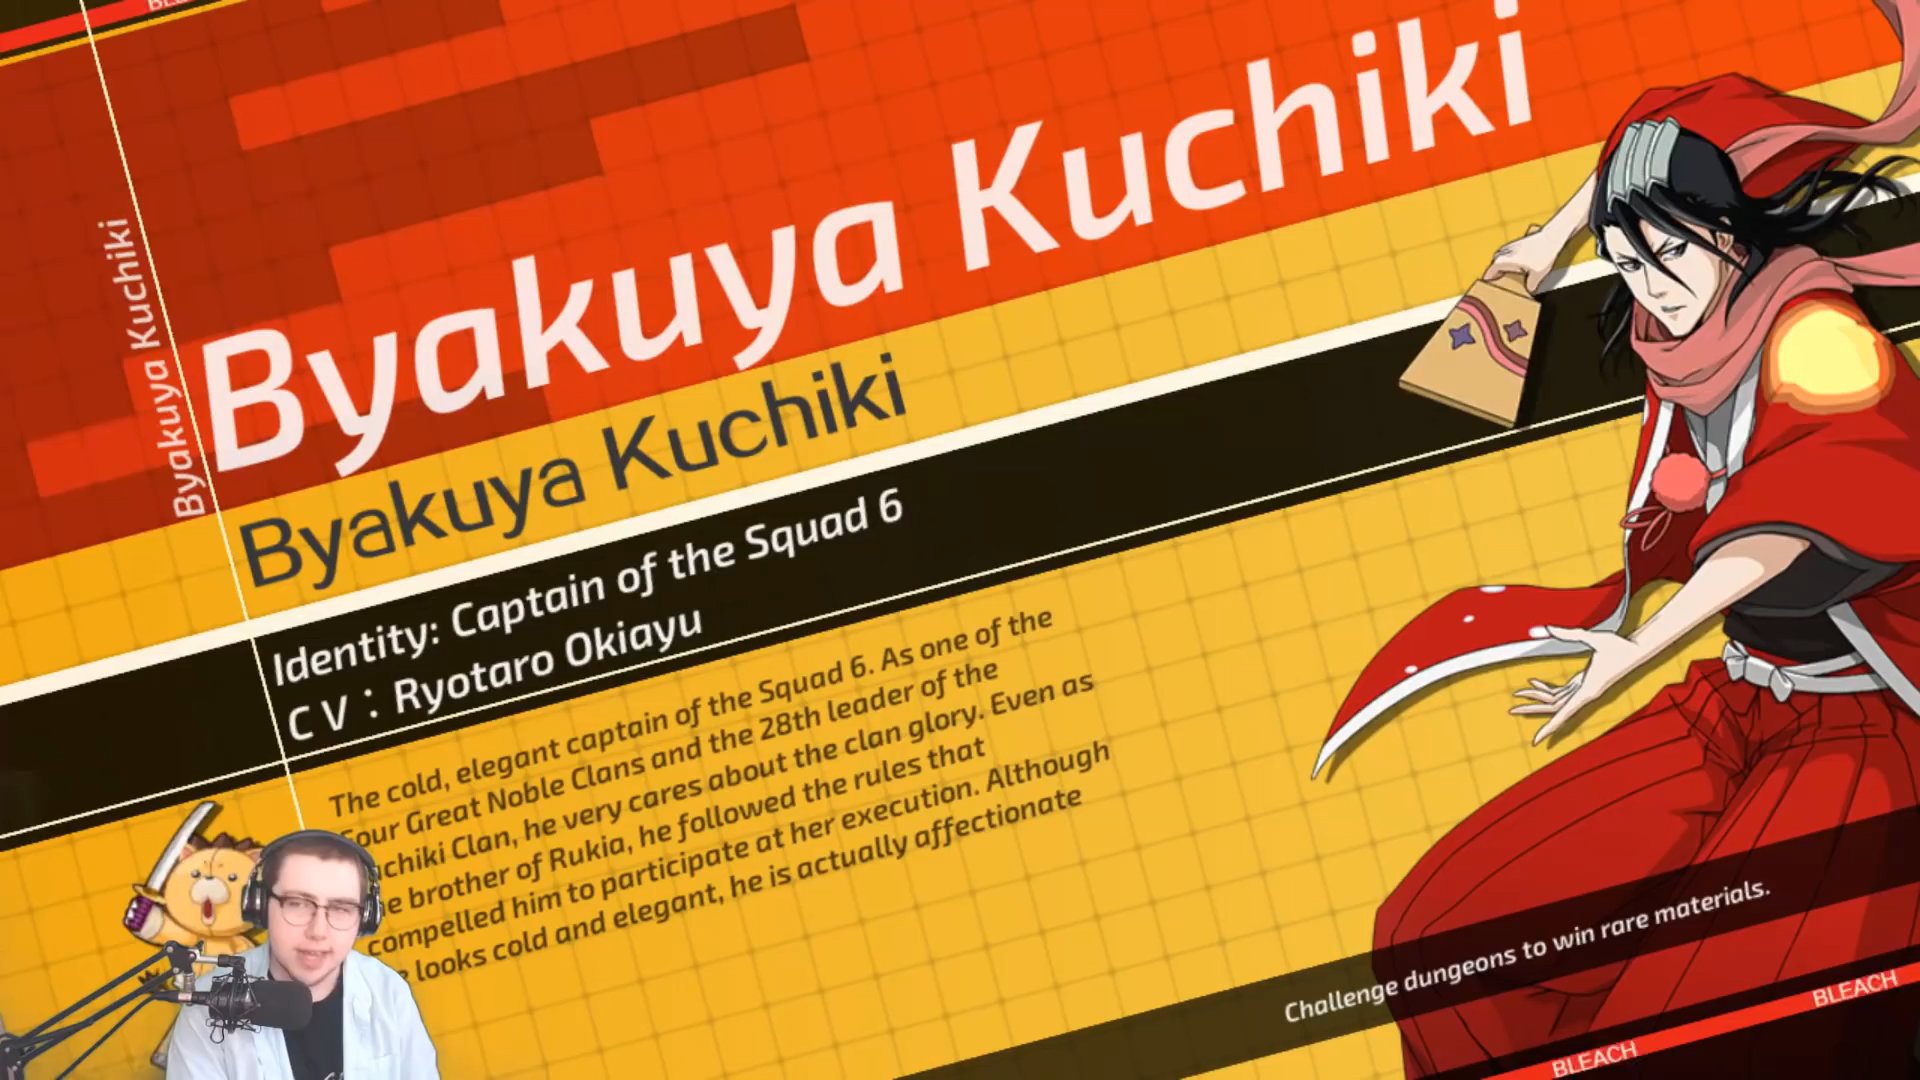 Byakuya Kuchiki
Byakuya Kuchiki
Byakuya Kuchiki
Identity: Captain of the Squad 6
CV：Ryotaro Okiayu
The cold, elegant captain of the Squad 6. As one of the
Four Great Noble Clans and the 28th leader of the
uchiki Clan, he very cares about the clan glory. Even as
e brother of Rukia, he followed the rules that
compelled him to participate at her execution. Although
e looks cold and elegant, he is actually affectionate
Challenge dungeons to win rare materials.
BLEACH
BLEACH